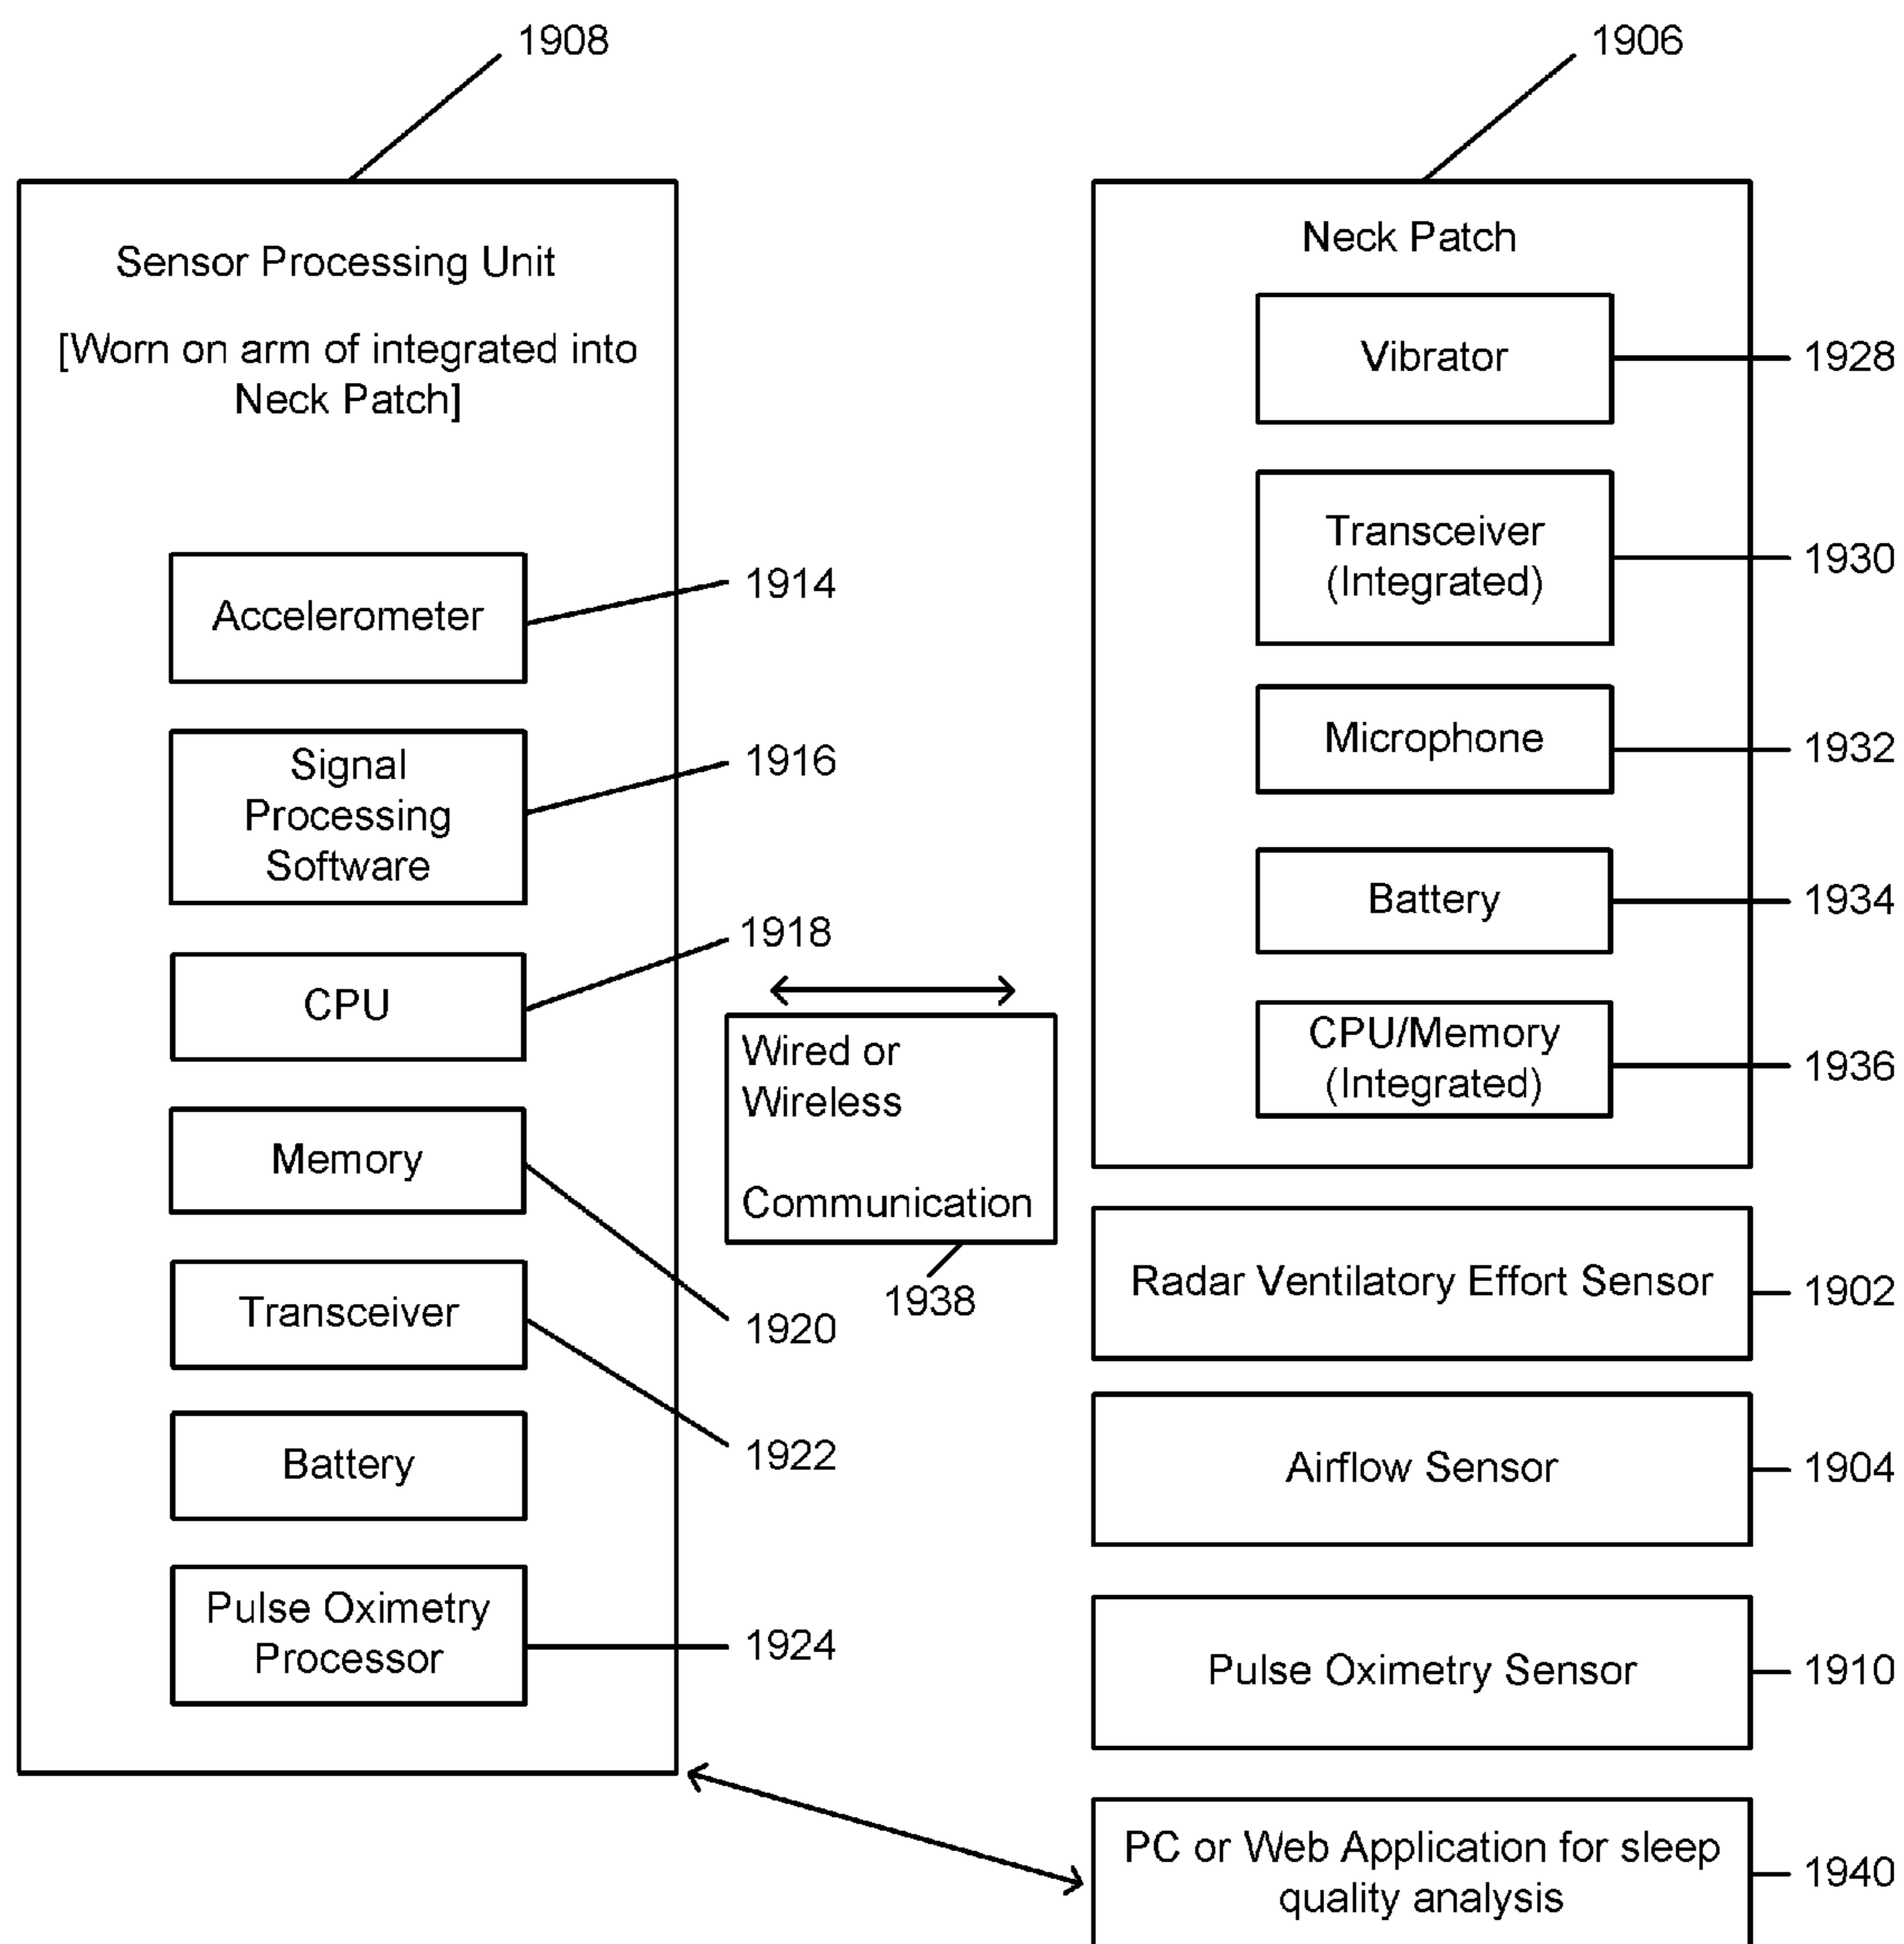 1908
1906
Sensor Processing Unit
[Worn on arm of integrated into
Neck Patch]
Accelerometer
1914
Signal
Processing
Software
1916
CPU
1918
Memory
1920
Transceiver
1922
Battery
Pulse Oximetry
Processor
1924
Wired or
Wireless
Communication
1938
Neck Patch
Vibrator
1928
Transceiver
(Integrated)
1930
Microphone
1932
Battery
1934
CPU/Memory
(Integrated)
1936
Radar Ventilatory Effort Sensor
1902
Airflow Sensor
1904
Pulse Oximetry Sensor
1910
PC or Web Application for sleep
quality analysis
1940